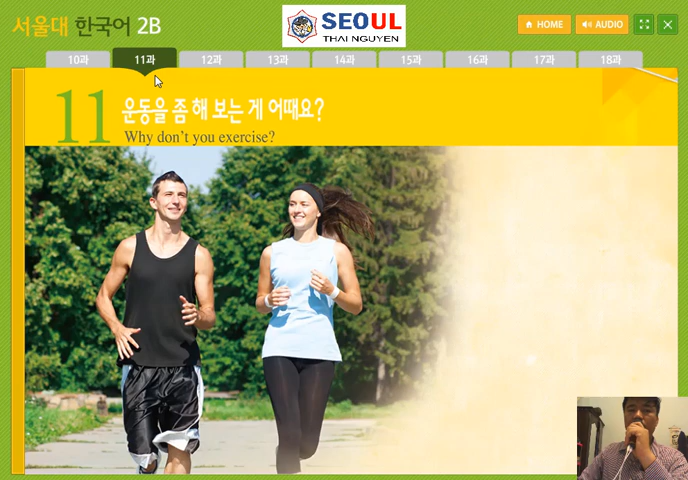 서울대 한국어 2B
SEOUL
THAI NGUYEN
HOME
AUDIO
10과
11과
12과
13과
14과
15과
16과
17과
18과
11
운동을 좀 해 보는 게 어때요?
Why don't you exercise?